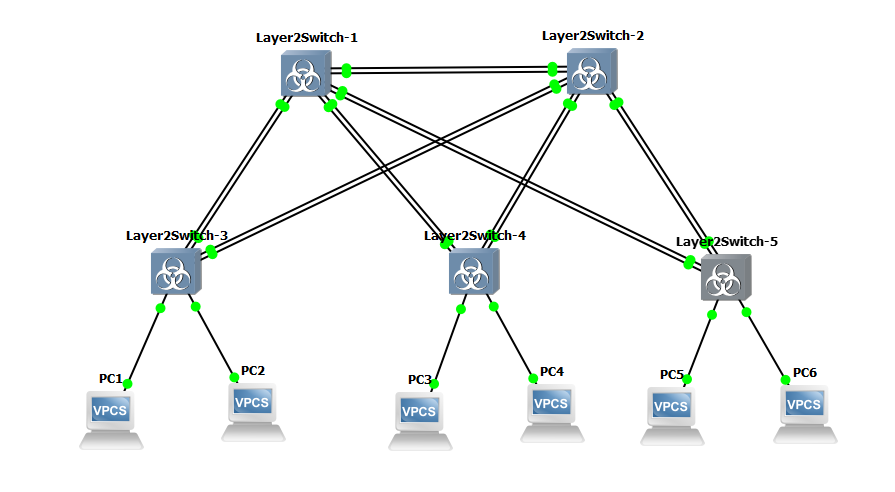 Layer2Switch-1
Layer2Switch-2
Layer2Switch-3
Layer2Switch-4
Layer2Switch-5
PC1
PC2
PC3
PC4
PC5
PC6
VPCS
VPCS
VPCS
VPCS
VPCS
VPCS